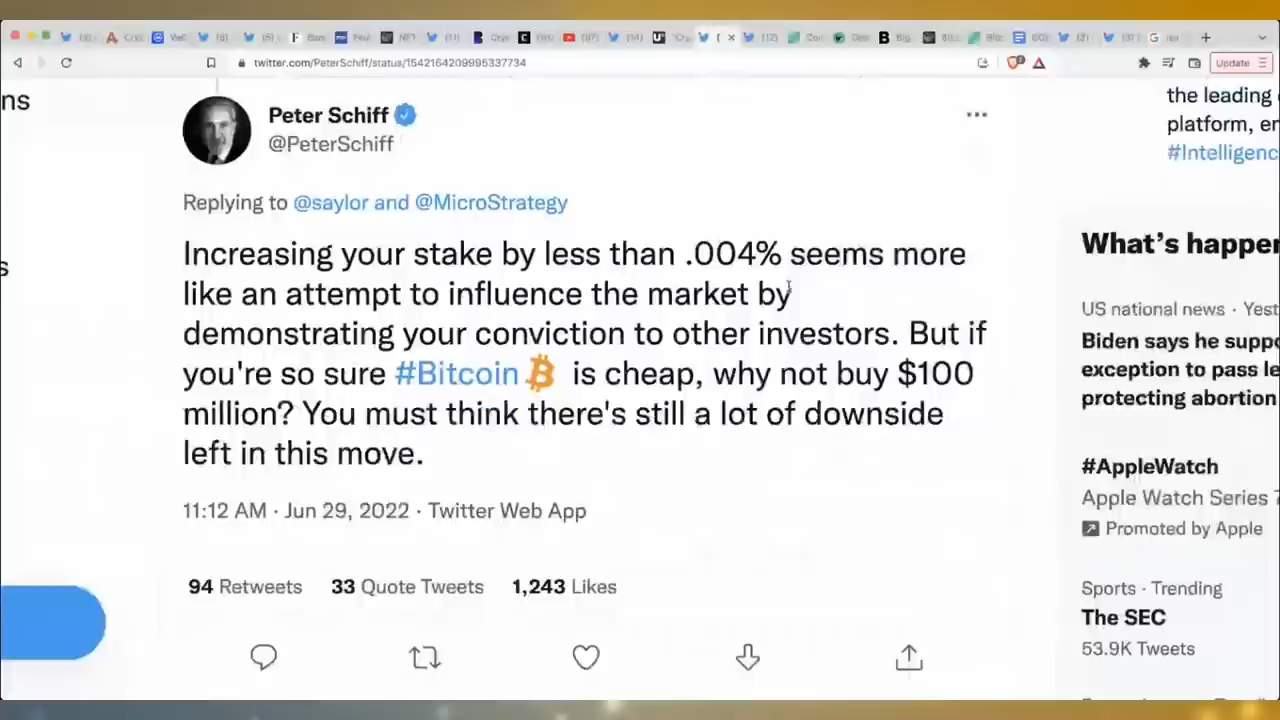 twitter.com/PeterSchiff/status/1542164209995337734
Update
ns
s
Peter Schiff
@PeterSchiff
Replying to @saylor and @MicroStrategy
Increasing your stake by less than .004% seems more
like an attempt to influence the market by
demonstrating your conviction to other investors. But if
you're so sure #Bitcoin is cheap, why not buy $100
million? You must think there's still a lot of downside
left in this move.
11:12 AM · Jun 29, 2022 · Twitter Web App
94 Retweets 33 Quote Tweets 1,243 Likes
the leading
platform, en
#Intelligenc
What's happen
US national news · Yest
Biden says he suppo
exception to pass le
protecting abortion
#AppleWatch
Apple Watch Series 7
Promoted by Apple
Sports · Trending
The SEC
53.9K Tweets